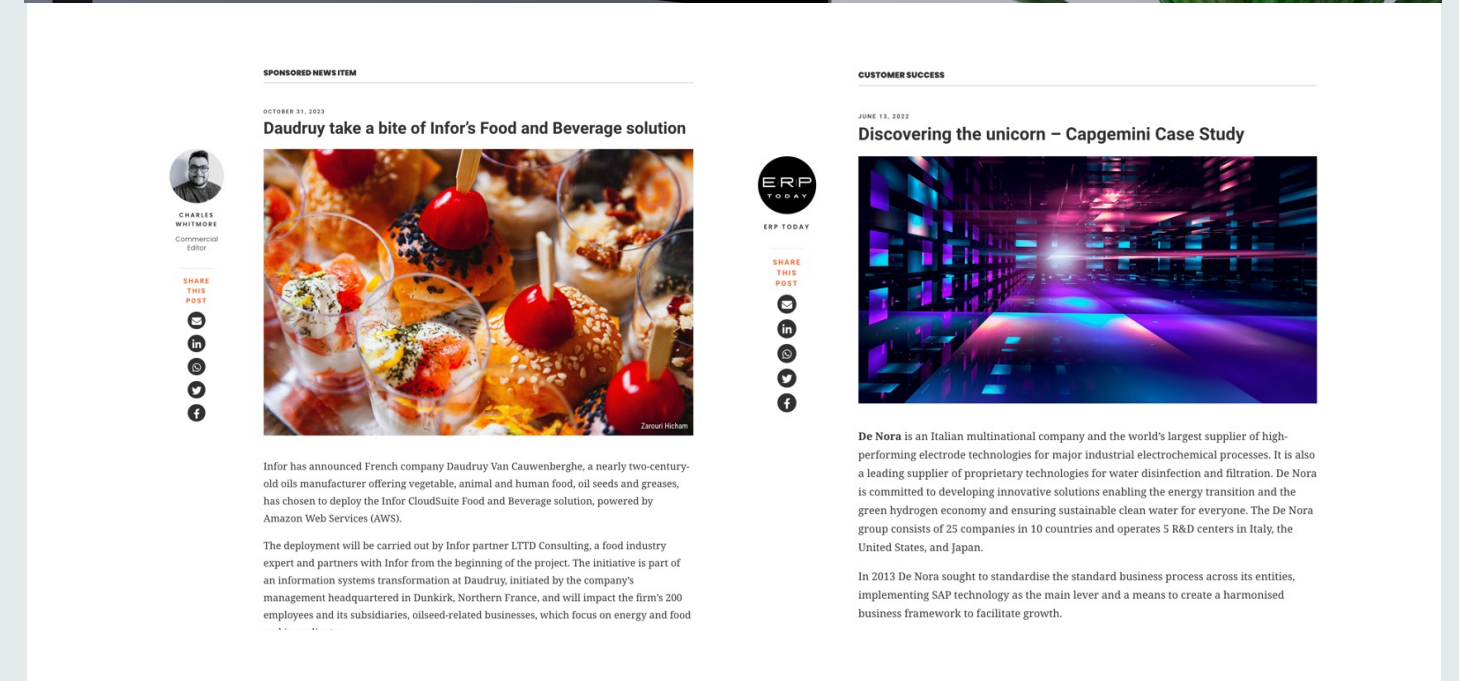 SPONSORED NEWS ITEM
OCTOBER 31, 2023
Daudruy take a bite of Infor's Food and Beverage solution
CHARLES
WHITMORE
Commercial
Editor
SHARE
THIS
POST
Zarouri Hicham
Infor has announced French company Daudruy Van Cauwenberghe, a nearly two-century-
old oils manufacturer offering vegetable, animal and human food, oil seeds and greases,
has chosen to deploy the Infor CloudSuite Food and Beverage solution, powered by
Amazon Web Services (AWS).
The deployment will be carried out by Infor partner LTTD Consulting, a food industry
expert and partners with Infor from the beginning of the project. The initiative is part of
an information systems transformation at Daudruy, initiated by the company's
management headquartered in Dunkirk, Northern France, and will impact the firm's 200
employees and its subsidiaries, oilseed-related businesses, which focus on energy and food
CUSTOMER SUCCESS
JUNE 13, 2022
Discovering the unicorn – Capgemini Case Study
ERP
TODAY
ERP TODAY
SHARE
THIS
POST
De Nora is an Italian multinational company and the world's largest supplier of high-
performing electrode technologies for major industrial electrochemical processes. It is also
a leading supplier of proprietary technologies for water disinfection and filtration. De Nora
is committed to developing innovative solutions enabling the energy transition and the
green hydrogen economy and ensuring sustainable clean water for everyone. The De Nora
group consists of 25 companies in 10 countries and operates 5 R&D centers in Italy, the
United States, and Japan.
In 2013 De Nora sought to standardise the standard business process across its entities,
implementing SAP technology as the main lever and a means to create a harmonised
business framework to facilitate growth.